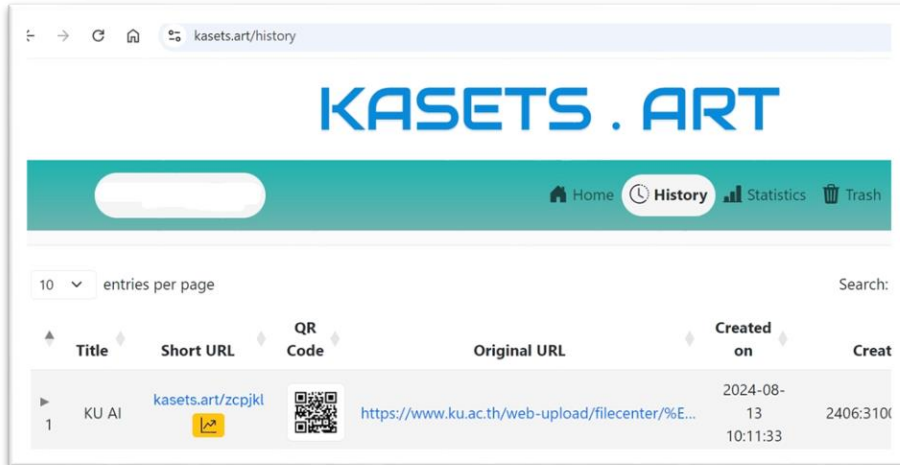 kasets.art/history
KASETS . ART
Home History Statistics Trash
10 entries per page Search:
Title Short URL QR Code Original URL Created on Creat
1 KU AI kasets.art/zcpjkl https://www.ku.ac.th/web-upload/filecenter/%E... 2024-08-13 10:11:33 2406:3100